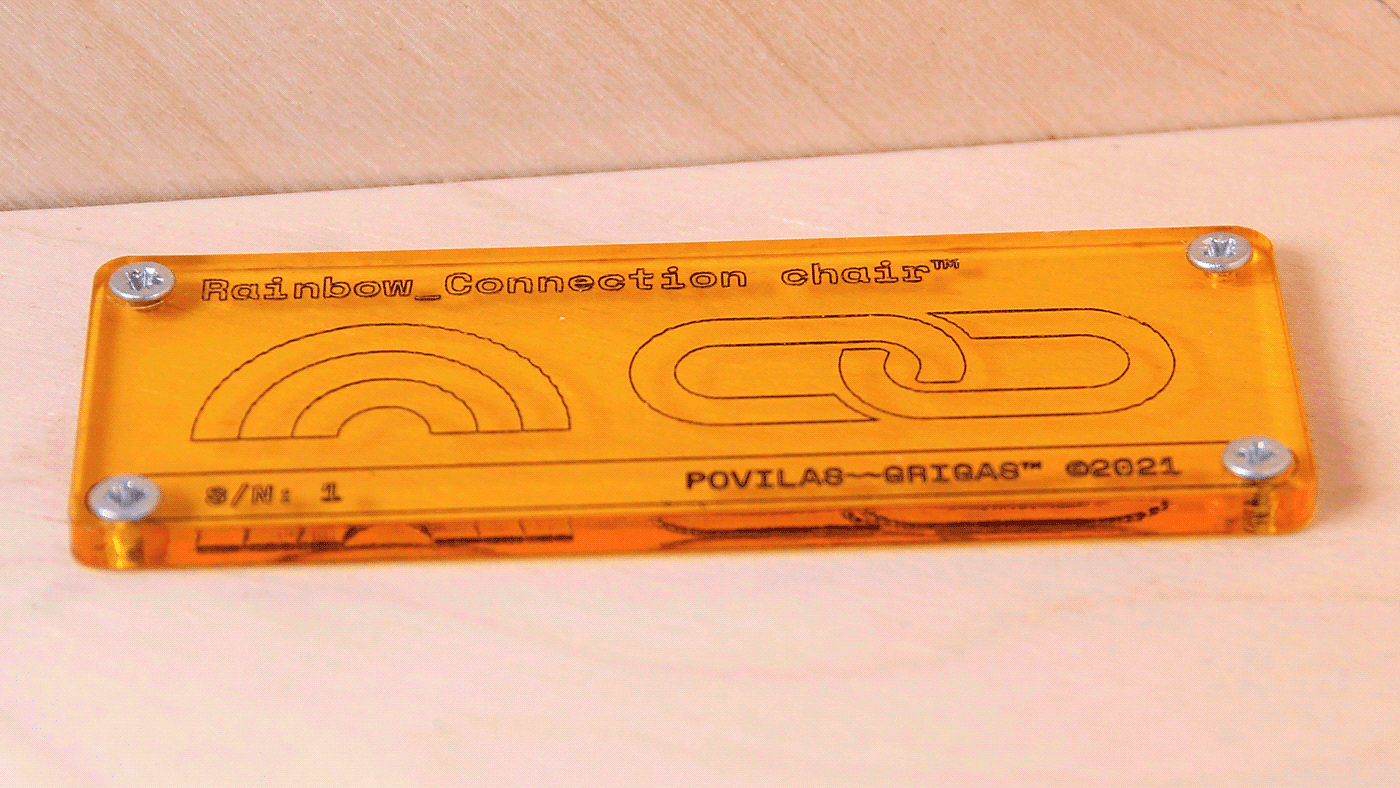 Rainbow_Connection chair™
S/N: 1
POVILAS~~GRIGAS™ ©2021